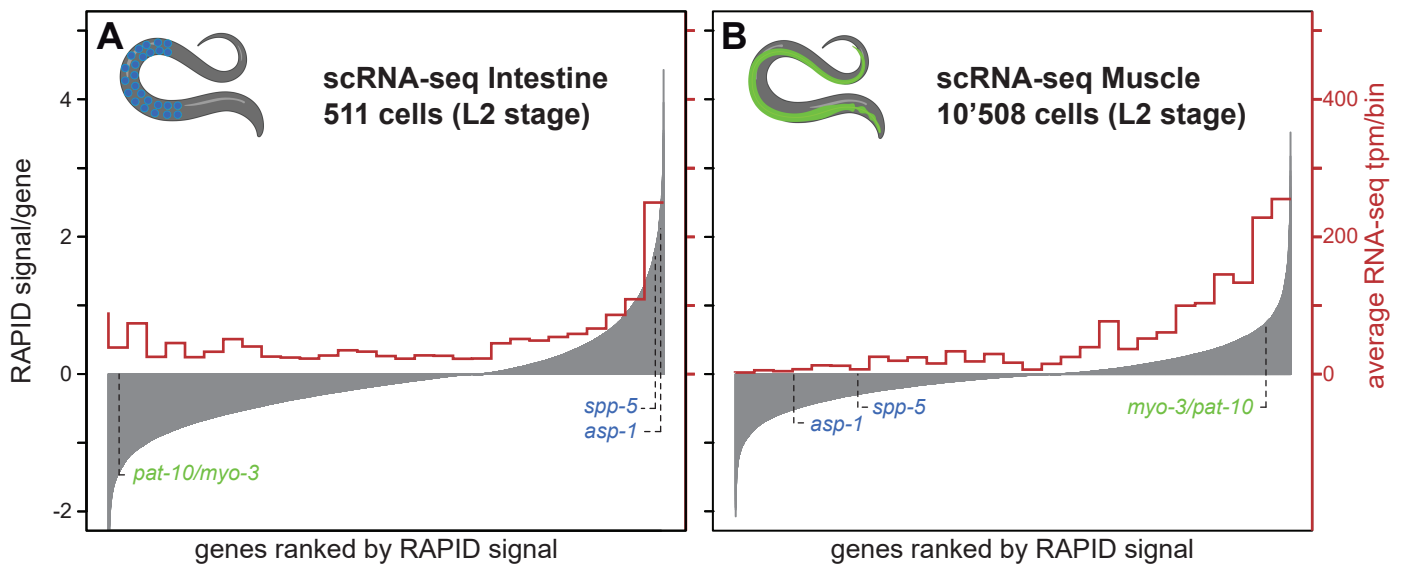 A
scRNA-seq Intestine
511 cells (L2 stage)
B
scRNA-seq Muscle
10’508 cells (L2 stage)
RAPID signal/gene
4
2
0
-2
spp-5
asp-1
pat-10/myo-3
genes ranked by RAPID signal
asp-1
spp-5
myo-3/pat-10
genes ranked by RAPID signal
400
200
0
average RNA-seq tpm/bin